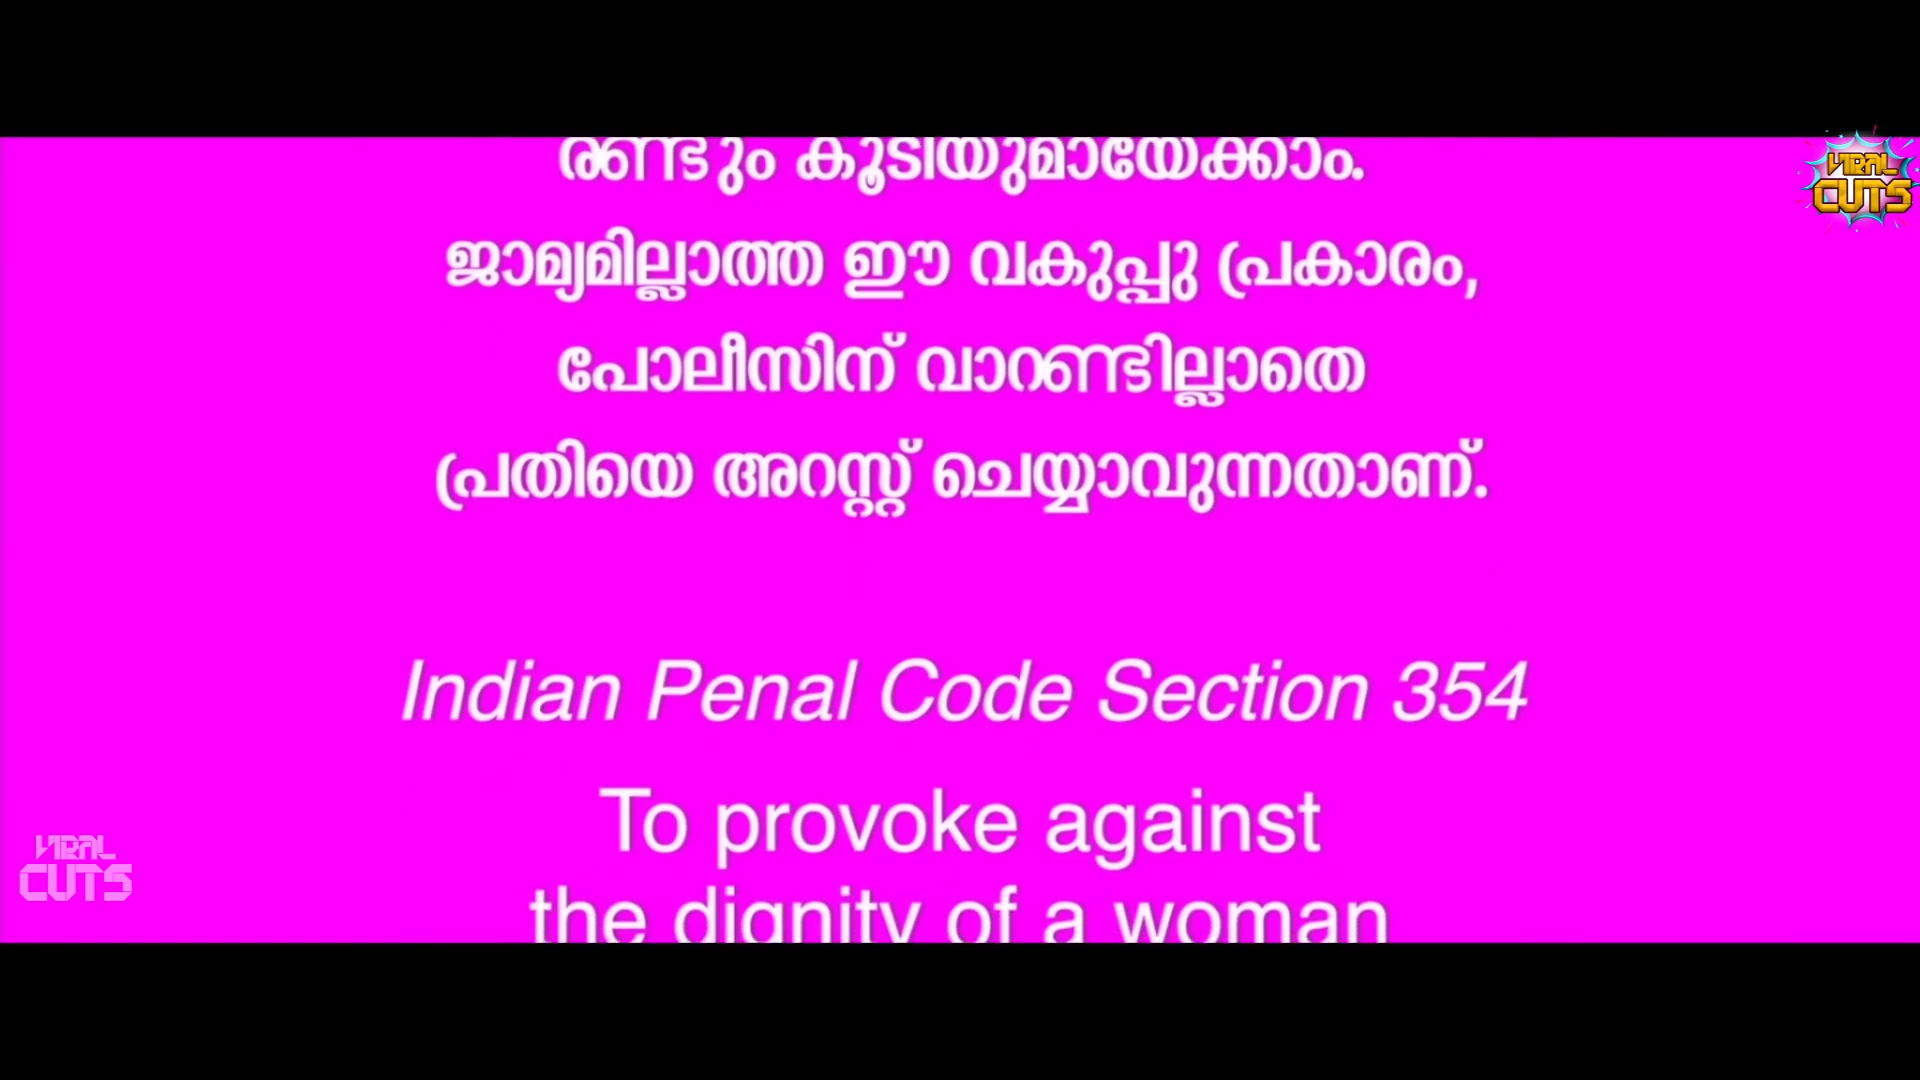 രണ്ടും കൂടിയുമായേക്കാം.
ജാമ്യമില്ലാത്ത ഈ വകുപ്പു പ്രകാരം,
പോലീസിന് വാറണ്ടില്ലാതെ
പ്രതിയെ അറസ്റ്റ് ചെയ്യാവുന്നതാണ്.
Indian Penal Code Section 354
To provoke against
the dignity of a woman
VIRAL
CUTS
VIRAL
CUTS